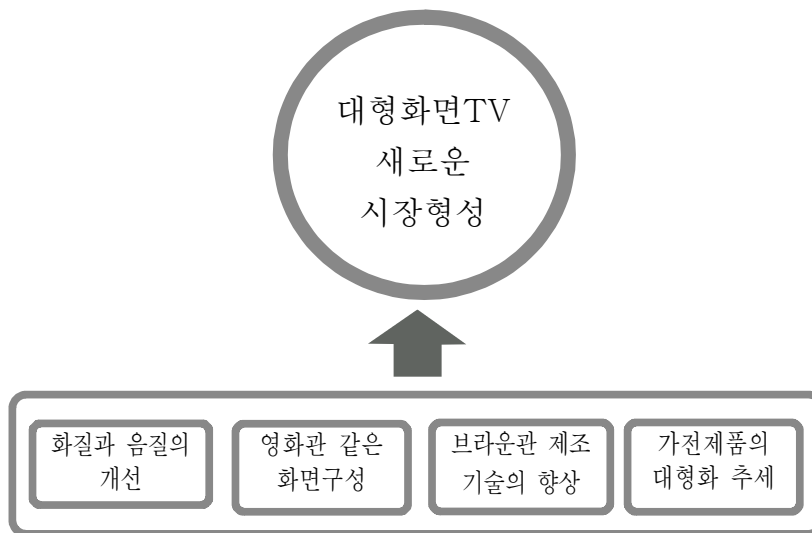 대형화면TV
새로운
시장형성
화질과 음질의
개선
영화관 같은
화면구성
브라운관 제조
기술의 향상
가전제품의
대형화 추세